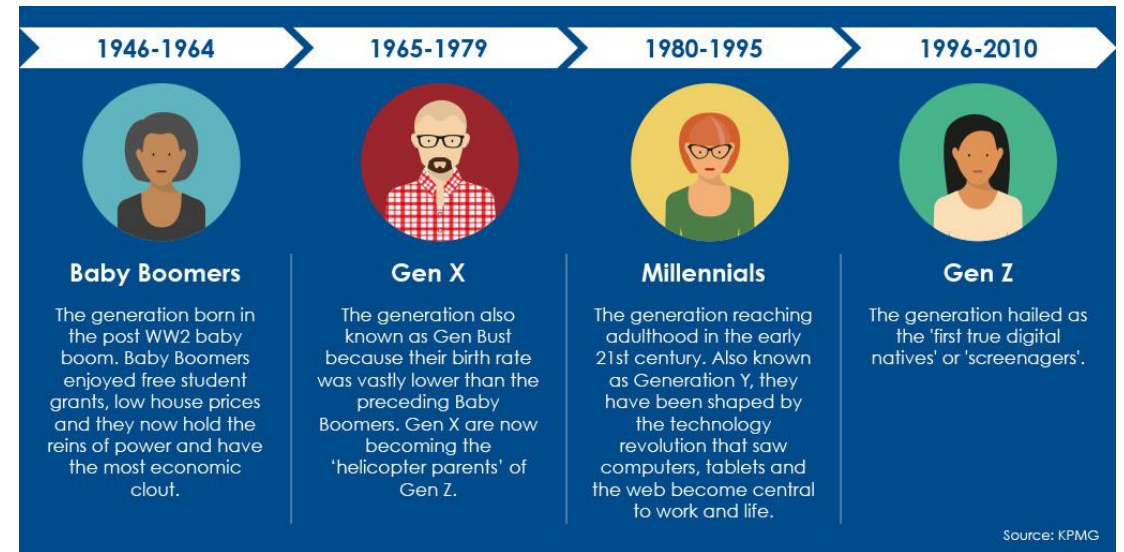 1946-1964
1965-1979
1980-1995
1996-2010
Baby Boomers
The generation born in
the post WW2 baby
boom. Baby Boomers
enjoyed free student
grants, low house prices
and they now hold the
reins of power and have
the most economic
clout.
Gen X
The generation also
known as Gen Bust
because their birth rate
was vastly lower than the
preceding Baby
Boomers. Gen X are now
becoming the
‘helicopter parents’ of
Gen Z.
Millennials
The generation reaching
adulthood in the early
21st century. Also known
as Generation Y, they
have been shaped by
the technology
revolution that saw
computers, tablets and
the web become central
to work and life.
Gen Z
The generation hailed as
the 'first true digital
natives' or 'screenagers'.
Source: KPMG